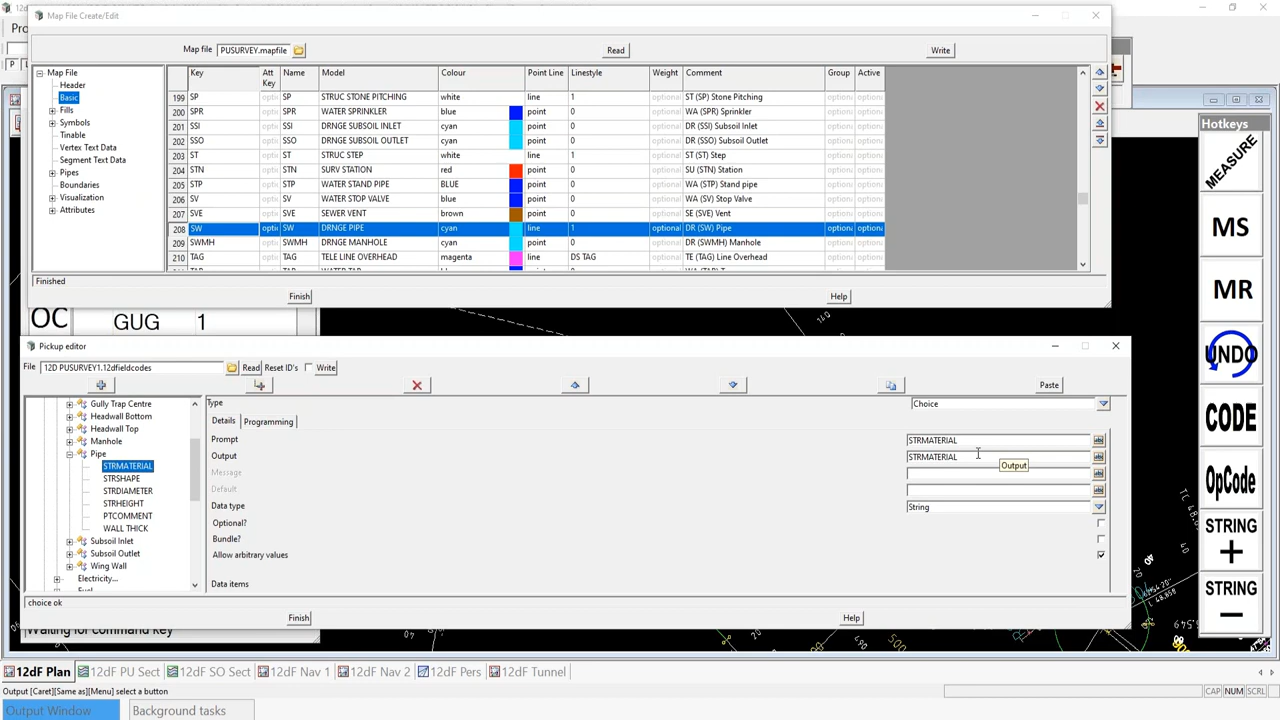 Map File Create/Edit
Map file PUSURVEY.mapfile Read Write
Map File
Header
Basic
Fills
Symbols
Tinable
Vertex Text Data
Segment Text Data
Pipes
Boundaries
Visualization
Attributes
Key Att Key Name Model Colour Point Line Linestyle Weight Comment Group Active
199 SP SP STRUC STONE PITCHING white line 1 ST (SP) Stone Pitching
200 SPR SPR WATER SPRINKLER blue point 0 WA (SPR) Sprinkler
201 SSI SSI DRNGE SUBSOIL INLET cyan point 0 DR (SSI) Subsoil Inlet
202 SSO SSO DRNGE SUBSOIL OUTLET cyan point 0 DR (SSO) Subsoil Outlet
203 ST ST STRUC STEP white line 1 ST (ST) Step
204 STN STN SURV STATION red point 0 SU (STN) Station
205 STP STP WATER STAND PIPE BLUE point 0 WA (STP) Stand pipe
206 SV SV WATER STOP VALVE blue point 0 WA (SV) Stop Valve
207 SVE SVE SEWER VENT brown point 0 SE (SVE) Vent
208 SW SW DRNGE PIPE cyan line 1 DR (SW) Pipe
209 SWMH SWMH DRNGE MANHOLE cyan point 0 DR (SWMH) Manhole
210 TAG TAG TELE LINE OVERHEAD magenta line DS TAG TE (TAG) Line Overhead
Finished
Finish Help
OC GUG 1
Pickup editor
File 12D PUSURVEY1.12dfieldcodes Read Reset ID's Write
Paste
Gully Trap Centre
Headwall Bottom
Headwall Top
Manhole
Pipe
STRMATERIAL
STRSHAPE
STRDIAMETER
STRHEIGHT
PTCOMMENT
WALL THICK
Subsoil Inlet
Subsoil Outlet
Wing Wall
Electricity...
Type Choice
Details Programming
Prompt STRMATERIAL
Output STRMATERIAL
Output
Message
Default
Data type String
Optional?
Bundle?
Allow arbitrary values
Data items
choice ok
Finish Help
Waiting for command key
Hotkeys
MEASURE
MS
MR
UNDO
CODE
OpCode
STRING
+
STRING
−
12dF Plan 12dF PU Sect 12dF SO Sect 12dF Nav 1 12dF Nav 2 12dF Pers 12dF Tunnel
Output [Caret][Same as][Menu] select a button CAP NUM SCRL
Output Window Background tasks